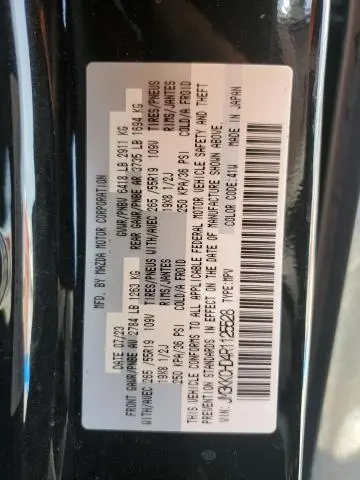 MFD. BY MAZDA MOTOR CORPORATION
DATE: 07/23 GVWR/PNBV 6418 LB 2911 KG
FRONT GAWR/PNBE AV 2784 LB 1263 KG REAR GAWR/PNBE AR 3735 LB 1694 KG
WITH/AVEC 265 /55R19 109V TIRES/PNEUS WITH/AVEC 265 /55R19 109V TIRES/PNEUS
19X8 1/2J RIMS/JANTES 19X8 1/2J RIMS/JANTES
250 KPA/36 PSI COLD/A FROID 250 KPA/36 PSI COLD/A FROID
THIS VEHICLE CONFORMS TO ALL APPLICABLE FEDERAL MOTOR VEHICLE SAFETY AND THEFT
PREVENTION STANDARDS IN EFFECT ON THE DATE OF MANUFACTURE SHOWN ABOVE.
VIN: TYPE: MPV COLOR CODE: 41W MADE IN JAPAN